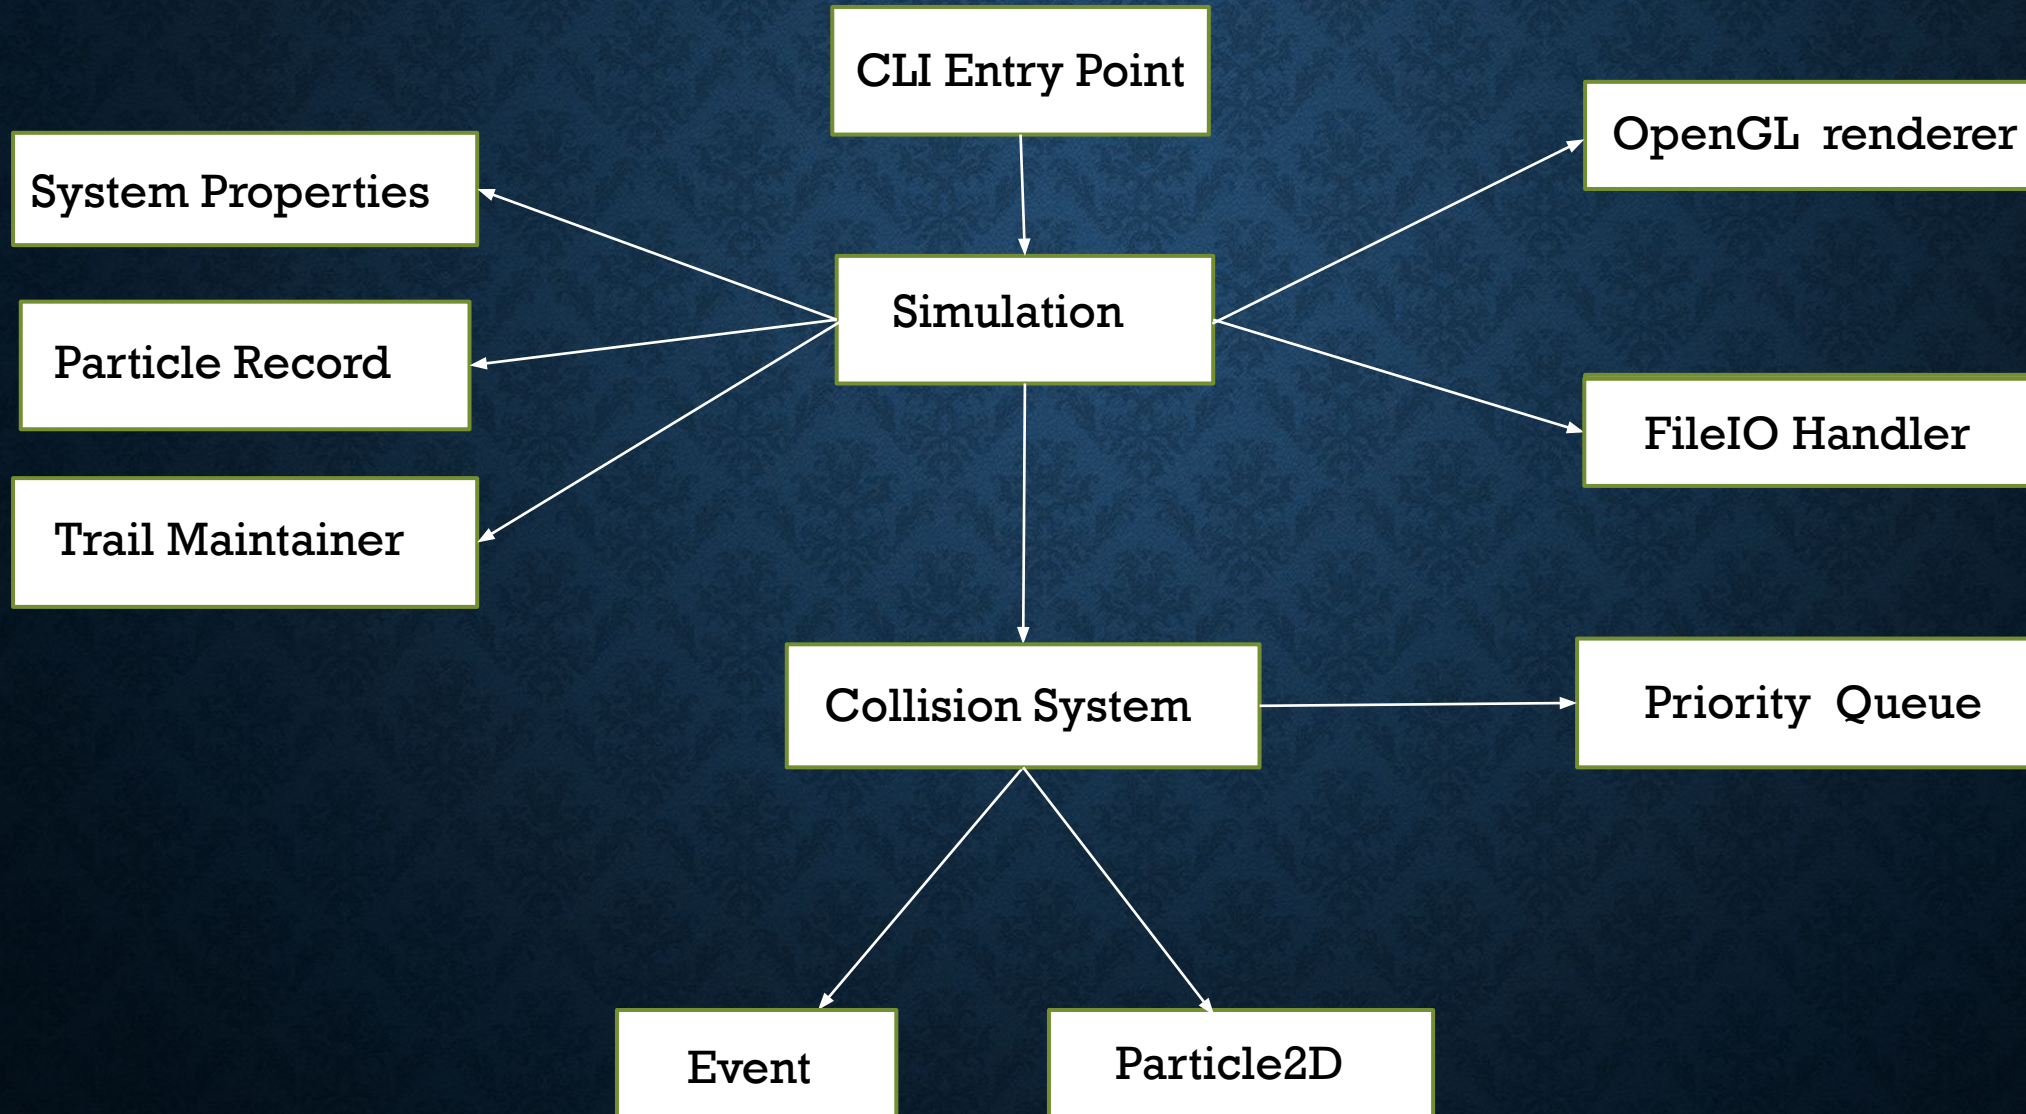 CLI Entry Point
OpenGL renderer
System Properties
Simulation
Particle Record
FileIO Handler
Trail Maintainer
Collision System
Priority Queue
Event
Particle2D